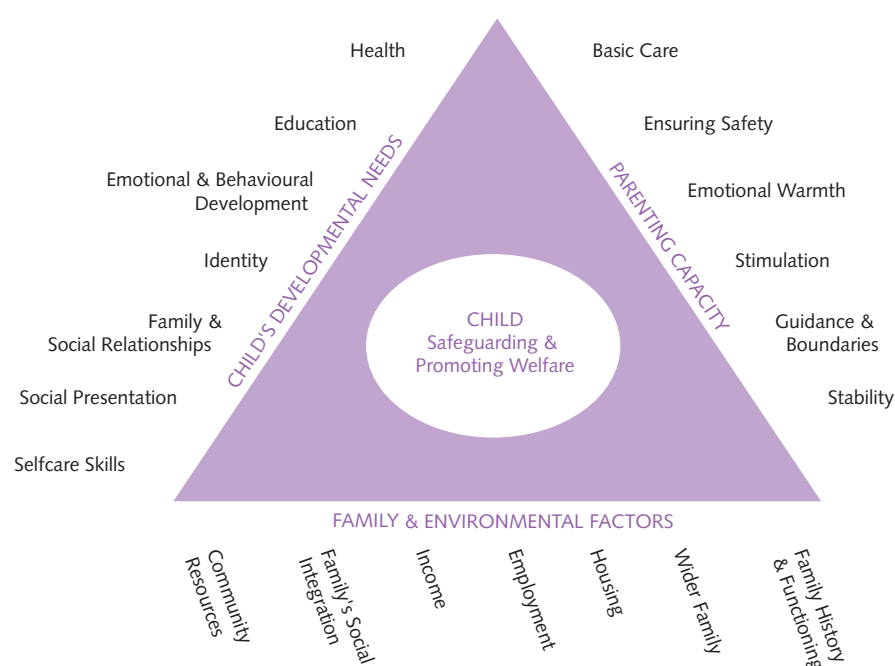 Health
Education
Emotional & Behavioural
Development
Identity
Family &
Social Relationships
Social Presentation
Selfcare Skills
CHILD'S DEVELOPMENTAL NEEDS
CHILD
Safeguarding &
Promoting Welfare
PARENTING CAPACITY
Basic Care
Ensuring Safety
Emotional Warmth
Stimulation
Guidance &
Boundaries
Stability
FAMILY & ENVIRONMENTAL FACTORS
Community
Resources
Family's Social
Integration
Income
Employment
Housing
Wider Family
Family History
& Functioning